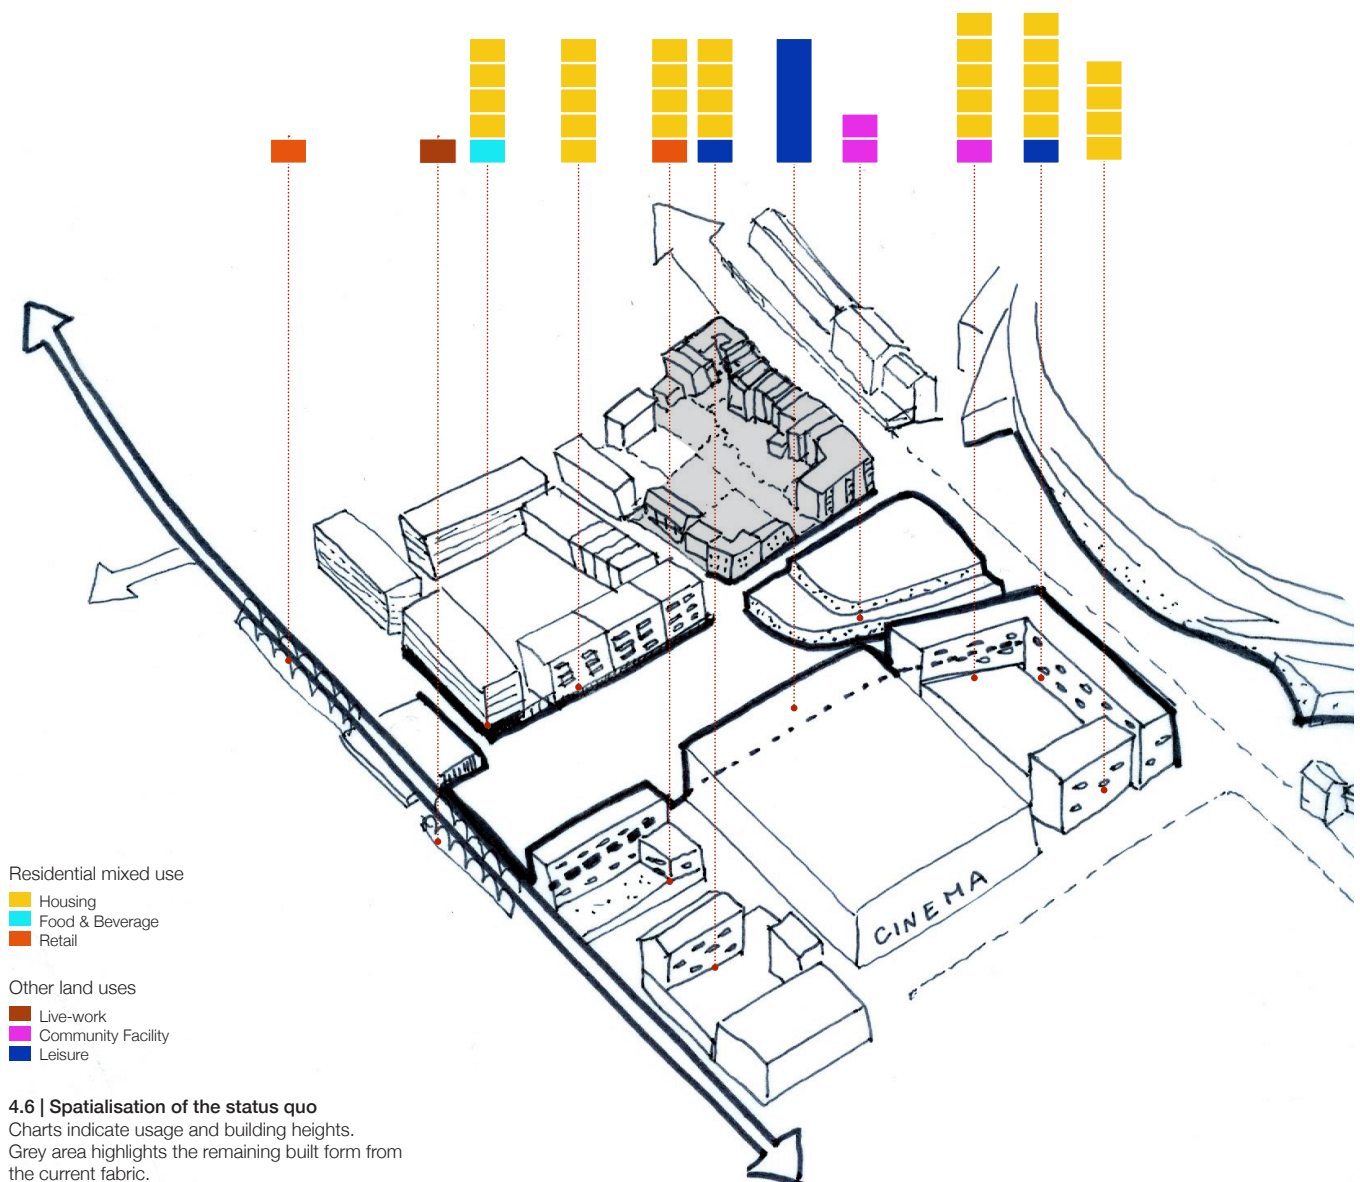 CINEMA
Residential mixed use
Housing
Food & Beverage
Retail
Other land uses
Live-work
Community Facility
Leisure
4.6 | Spatialisation of the status quo
Charts indicate usage and building heights.
Grey area highlights the remaining built form from
the current fabric.